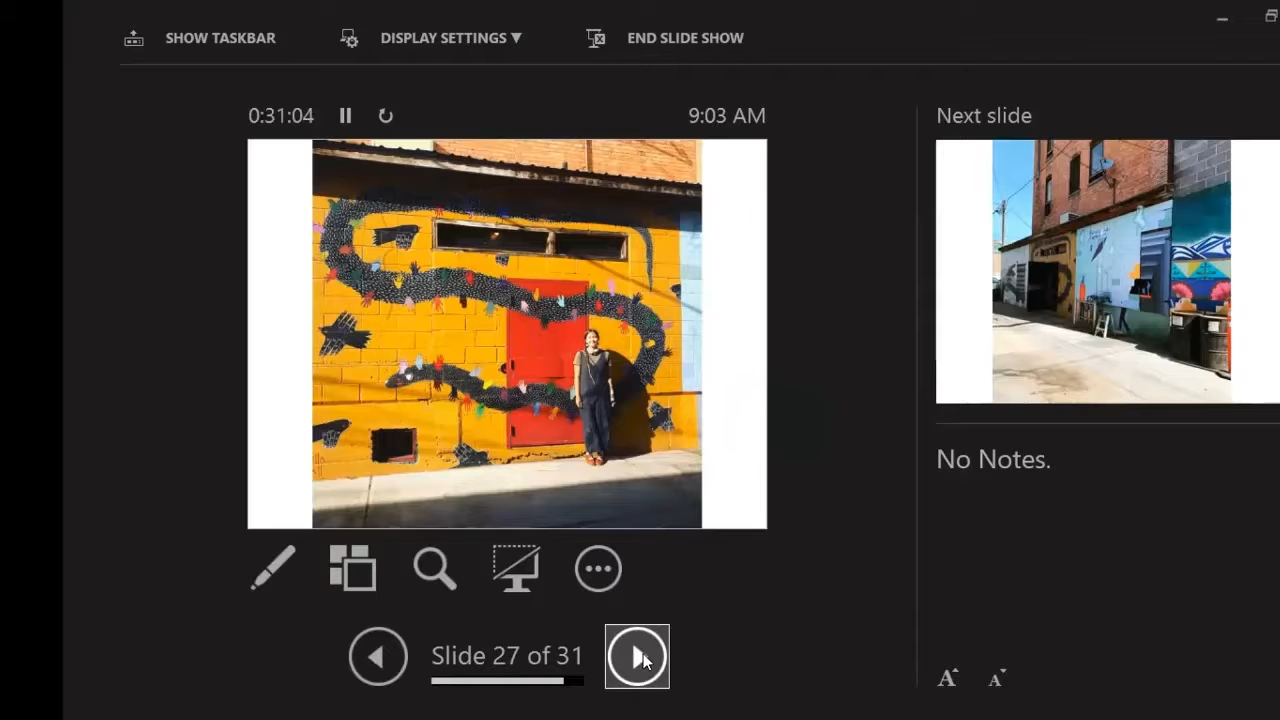 SHOW TASKBAR
DISPLAY SETTINGS ▼
END SLIDE SHOW
0:31:04
9:03 AM
Next slide
No Notes.
Slide 27 of 31
A
A